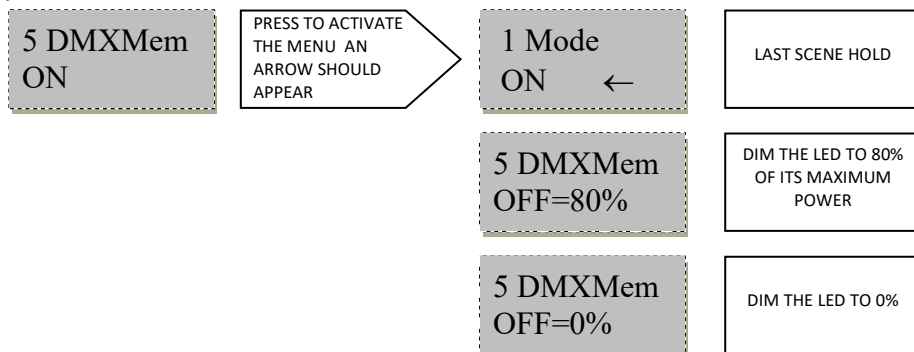 5 DMXMem
ON
PRESS TO ACTIVATE
THE MENU AN
ARROW SHOULD
APPEAR
1 Mode
ON ←
LAST SCENE HOLD
5 DMXMem
OFF=80%
DIM THE LED TO 80%
OF ITS MAXIMUM
POWER
5 DMXMem
OFF=0%
DIM THE LED TO 0%